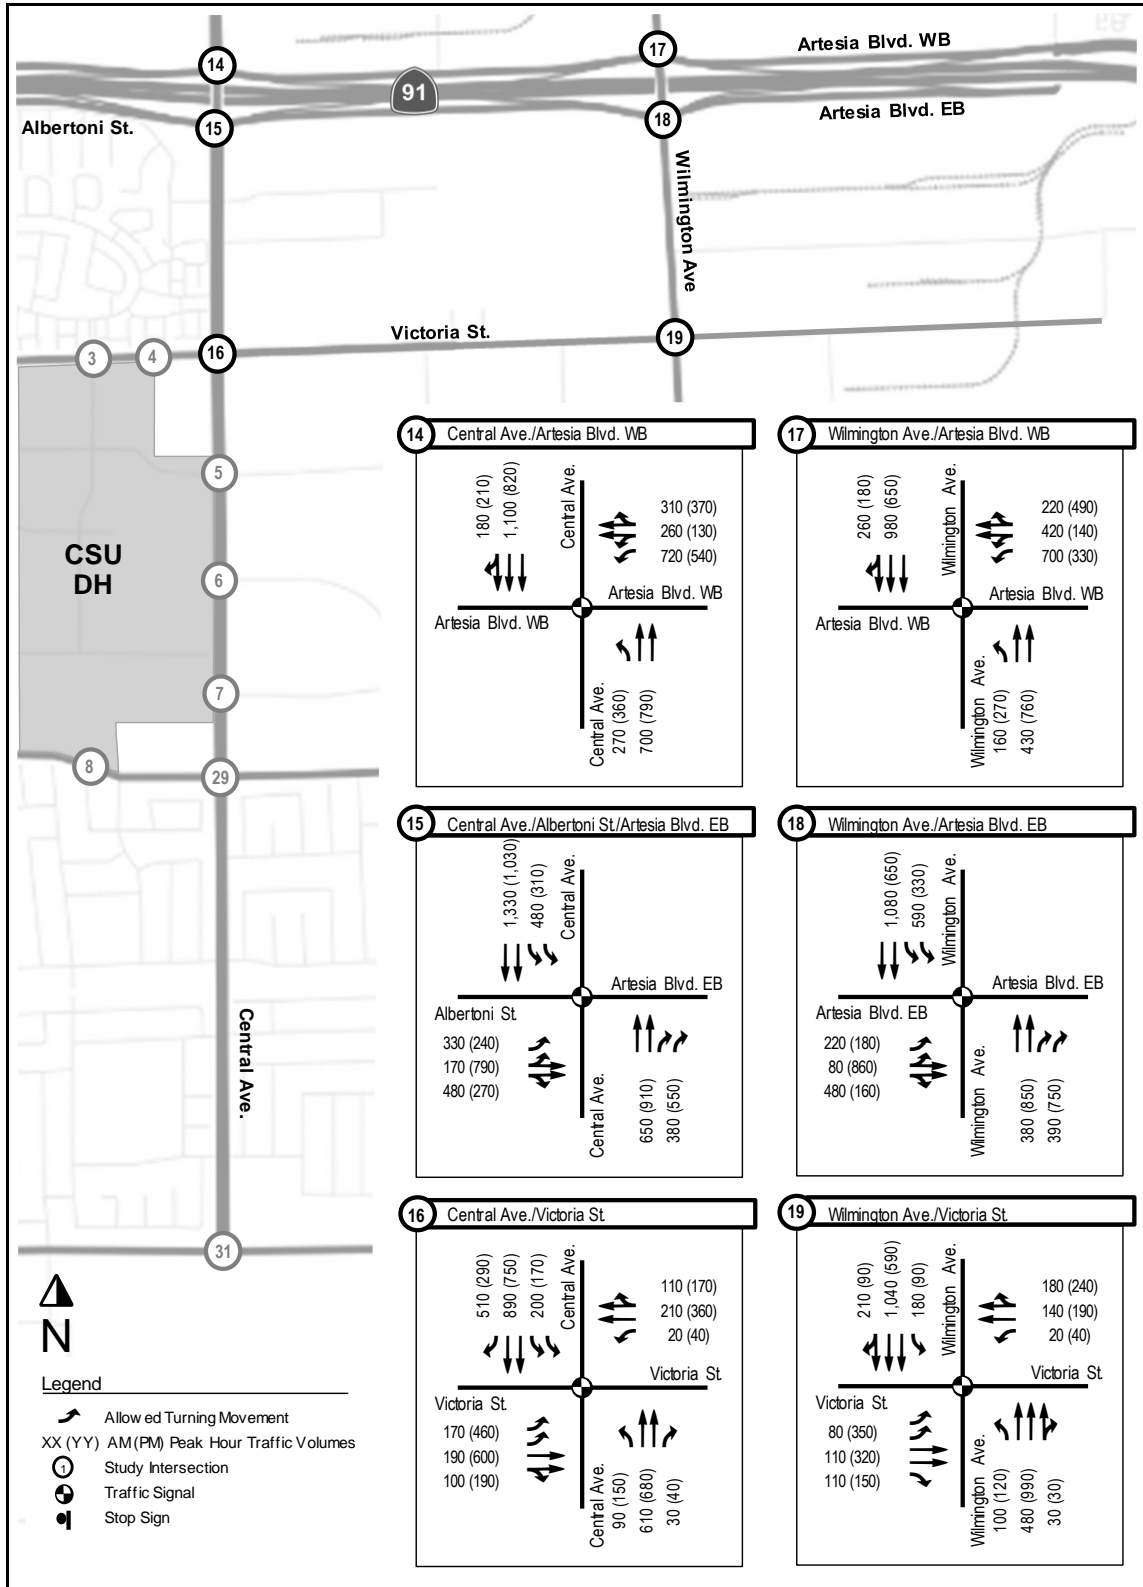 14
17
Artesia Blvd. WB
91
Artesia Blvd. EB
Albertoni St.
15
18
Wilmington Ave
Victoria St.
3
4
16
19
5
CSU
DH
6
7
8
29
Central Ave.
31
N
Legend
Allowed Turning Movement
XX (YY) AM(PM) Peak Hour Traffic Volumes
1 Study Intersection
Traffic Signal
Stop Sign
14 Central Ave./Artesia Blvd. WB
180 (210)
1,100 (820)
Central Ave.
310 (370)
260 (130)
720 (540)
Artesia Blvd. WB
Artesia Blvd. WB
Central Ave.
270 (360)
700 (790)
17 Wilmington Ave./Artesia Blvd. WB
260 (180)
980 (650)
Wilmington Ave.
220 (490)
420 (140)
700 (330)
Artesia Blvd. WB
Artesia Blvd. WB
Wilmington Ave.
160 (270)
430 (760)
15 Central Ave./Albertoni St./Artesia Blvd. EB
1,330 (1,030)
480 (310)
Central Ave.
Artesia Blvd. EB
Albertoni St.
330 (240)
170 (790)
480 (270)
Central Ave.
650 (910)
380 (550)
18 Wilmington Ave./Artesia Blvd. EB
1,080 (650)
590 (330)
Wilmington Ave.
Artesia Blvd. EB
Artesia Blvd. EB
220 (180)
80 (860)
480 (160)
Wilmington Ave.
380 (850)
390 (750)
16 Central Ave./Victoria St.
510 (290)
890 (750)
200 (170)
Central Ave.
110 (170)
210 (360)
20 (40)
Victoria St.
Victoria St.
170 (460)
190 (600)
100 (190)
Central Ave.
90 (150)
610 (680)
30 (40)
19 Wilmington Ave./Victoria St.
210 (90)
1,040 (590)
180 (90)
Wilmington Ave.
180 (240)
140 (190)
20 (40)
Victoria St.
Victoria St.
80 (350)
110 (320)
110 (150)
Wilmington Ave.
100 (120)
480 (990)
30 (30)